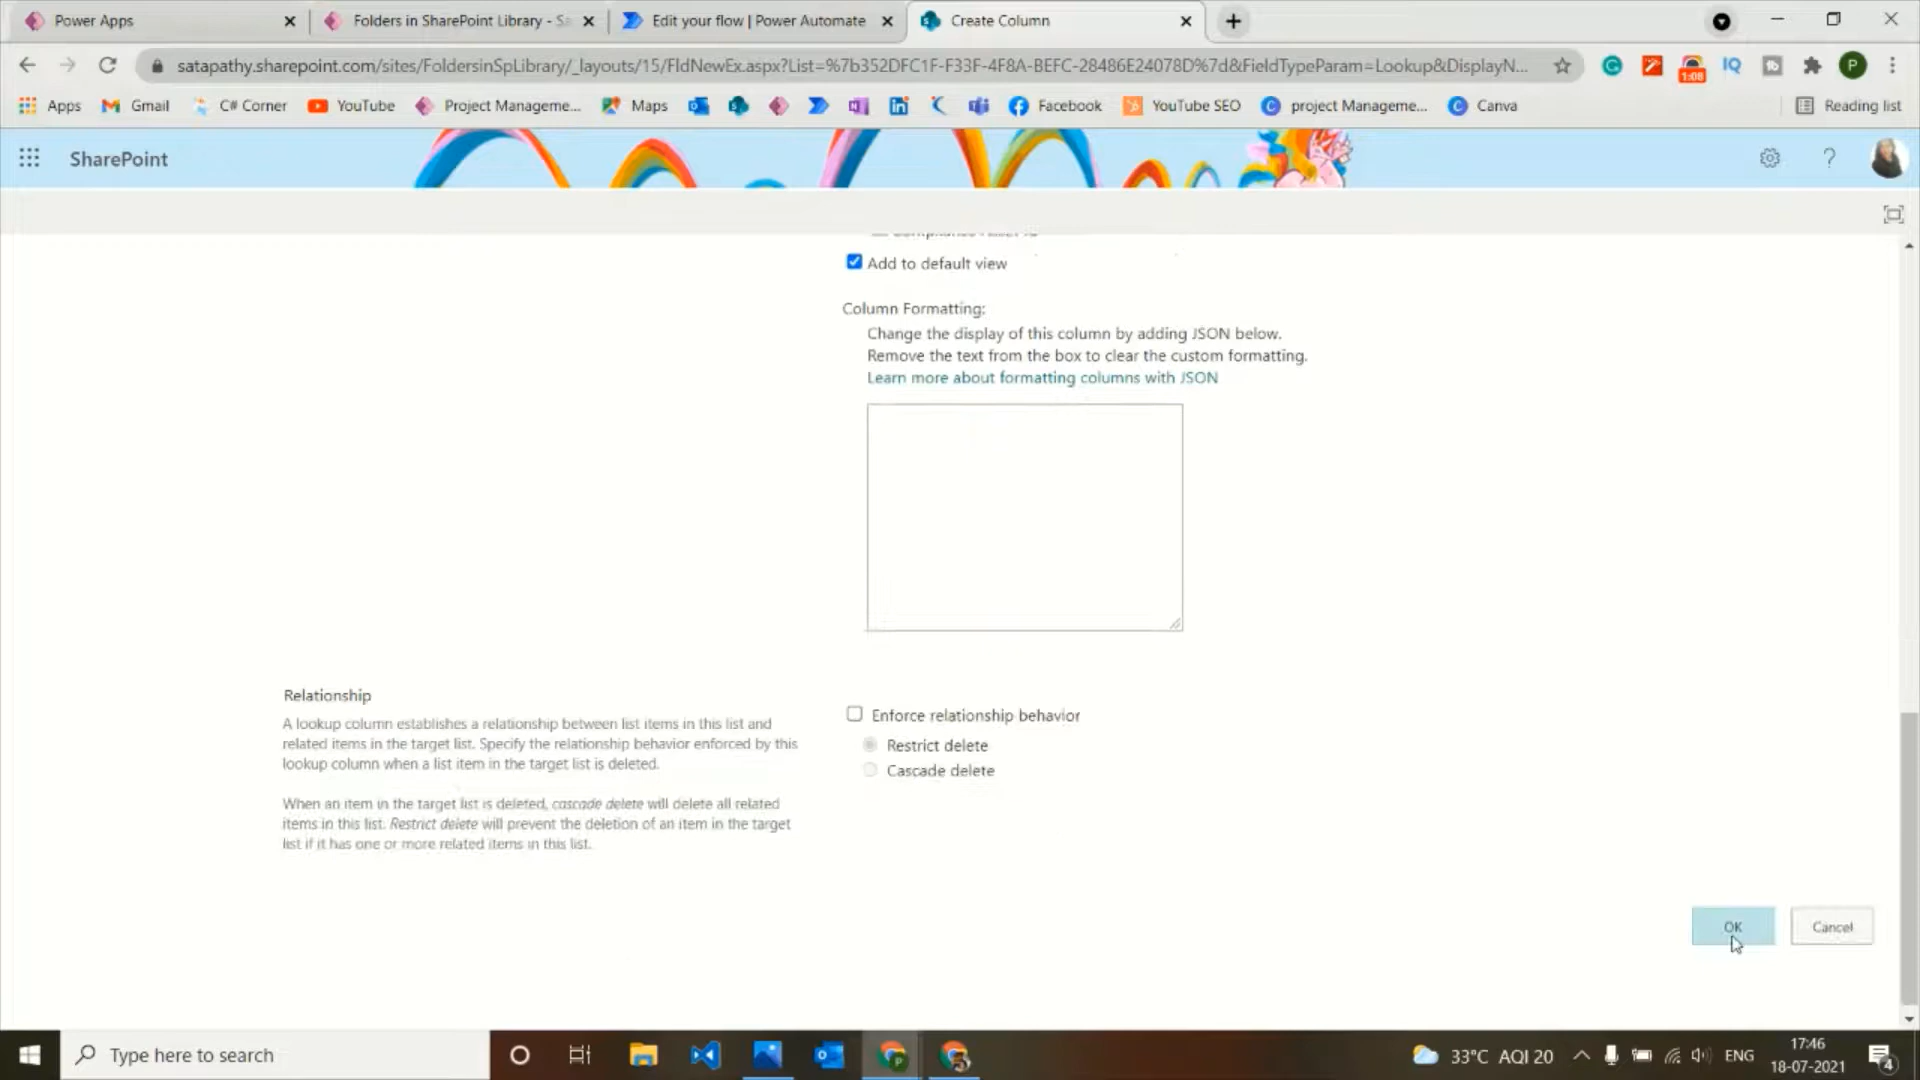 Power Apps
Folders in SharePoint Library - Sa
Edit your flow | Power Automate
Create Column
satapathy.sharepoint.com/sites/FoldersinSpLibrary/_layouts/15/FldNewEx.aspx?List=%7b352DFC1F-F33F-4F8A-BEFC-28486E24078D%7d&FieldTypeParam=Lookup&DisplayN...
1:08
IQ
P
Apps
Gmail
C# Corner
YouTube
Project Manageme...
Maps
Facebook
YouTube SEO
project Manageme...
Canva
Reading list
SharePoint
Add to default view
Column Formatting:
Change the display of this column by adding JSON below.
Remove the text from the box to clear the custom formatting.
Learn more about formatting columns with JSON
Relationship
A lookup column establishes a relationship between list items in this list and
related items in the target list. Specify the relationship behavior enforced by this
lookup column when a list item in the target list is deleted.
When an item in the target list is deleted, cascade delete will delete all related
items in this list. Restrict delete will prevent the deletion of an item in the target
list if it has one or more related items in this list.
Enforce relationship behavior
Restrict delete
Cascade delete
OK
Cancel
Type here to search
33°C AQI 20
ENG
17:46
18-07-2021
4